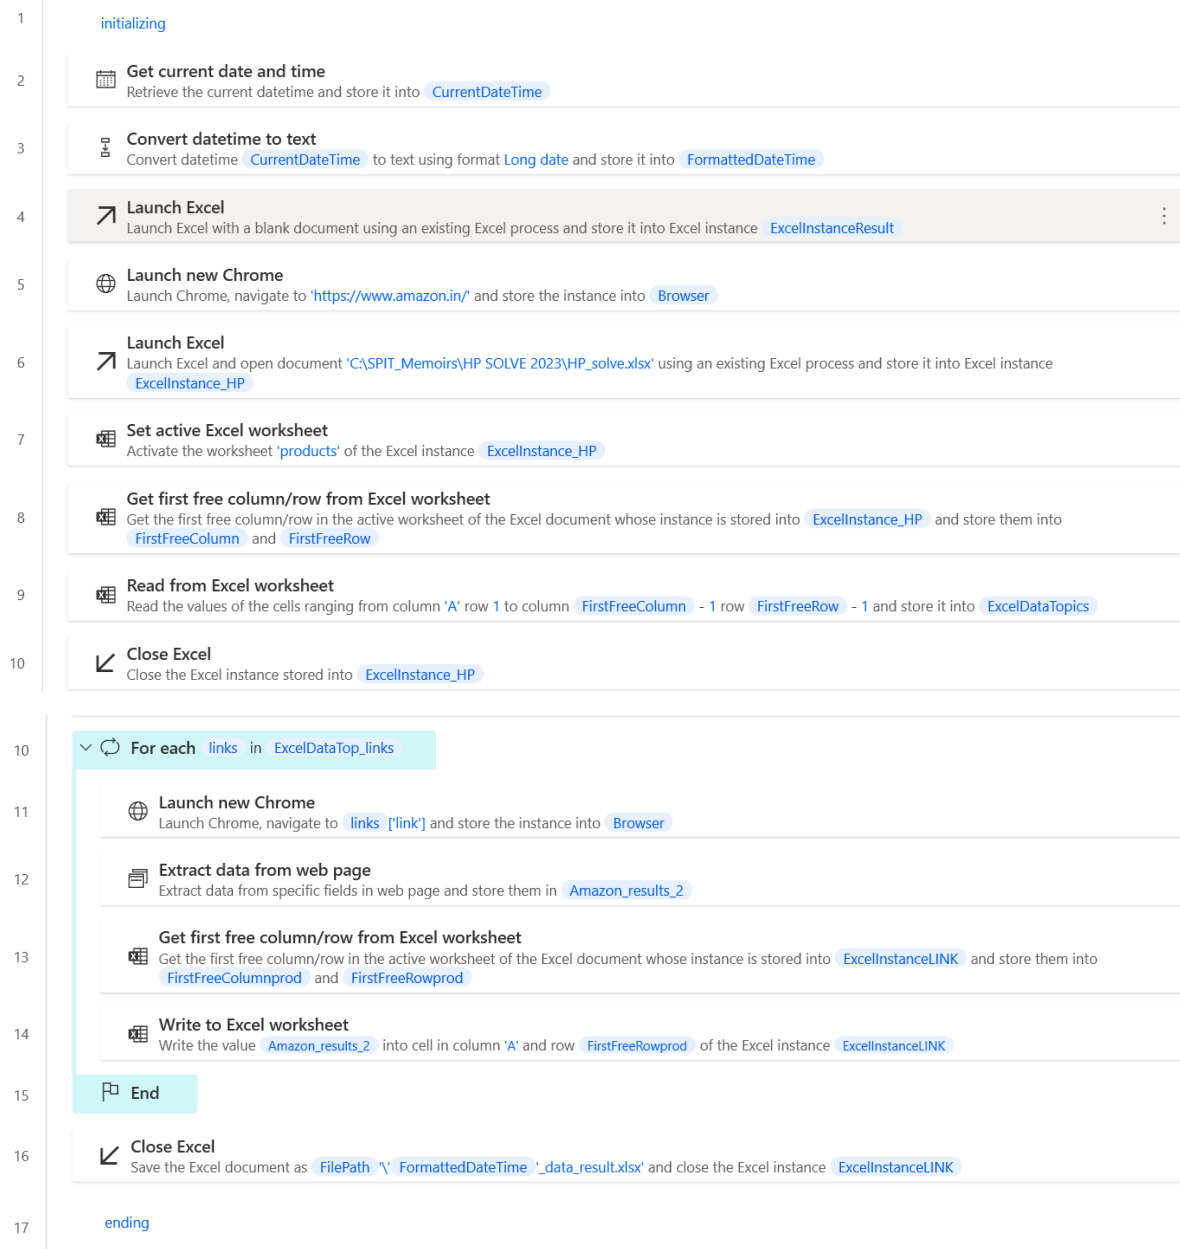 1
initializing
2
Get current date and time
Retrieve the current datetime and store it into CurrentDateTime
3
Convert datetime to text
Convert datetime CurrentDateTime to text using format Long date and store it into FormattedDateTime
4
Launch Excel
Launch Excel with a blank document using an existing Excel process and store it into Excel instance ExcelInstanceResult
5
Launch new Chrome
Launch Chrome, navigate to 'https://www.amazon.in/' and store the instance into Browser
6
Launch Excel
Launch Excel and open document 'C:\SPIT_Memoirs\HP SOLVE 2023\HP_solve.xlsx' using an existing Excel process and store it into Excel instance
ExcelInstance_HP
7
Set active Excel worksheet
Activate the worksheet 'products' of the Excel instance ExcelInstance_HP
8
Get first free column/row from Excel worksheet
Get the first free column/row in the active worksheet of the Excel document whose instance is stored into ExcelInstance_HP and store them into
FirstFreeColumn and FirstFreeRow
9
Read from Excel worksheet
Read the values of the cells ranging from column 'A' row 1 to column FirstFreeColumn - 1 row FirstFreeRow - 1 and store it into ExcelDataTopics
10
Close Excel
Close the Excel instance stored into ExcelInstance_HP
10
For each links in ExcelDataTop_links
11
Launch new Chrome
Launch Chrome, navigate to links ['link'] and store the instance into Browser
12
Extract data from web page
Extract data from specific fields in web page and store them in Amazon_results_2
13
Get first free column/row from Excel worksheet
Get the first free column/row in the active worksheet of the Excel document whose instance is stored into ExcelInstanceLINK and store them into
FirstFreeColumnprod and FirstFreeRowprod
14
Write to Excel worksheet
Write the value Amazon_results_2 into cell in column 'A' and row FirstFreeRowprod of the Excel instance ExcelInstanceLINK
15
End
16
Close Excel
Save the Excel document as FilePath '\' FormattedDateTime '_data_result.xlsx' and close the Excel instance ExcelInstanceLINK
17
ending